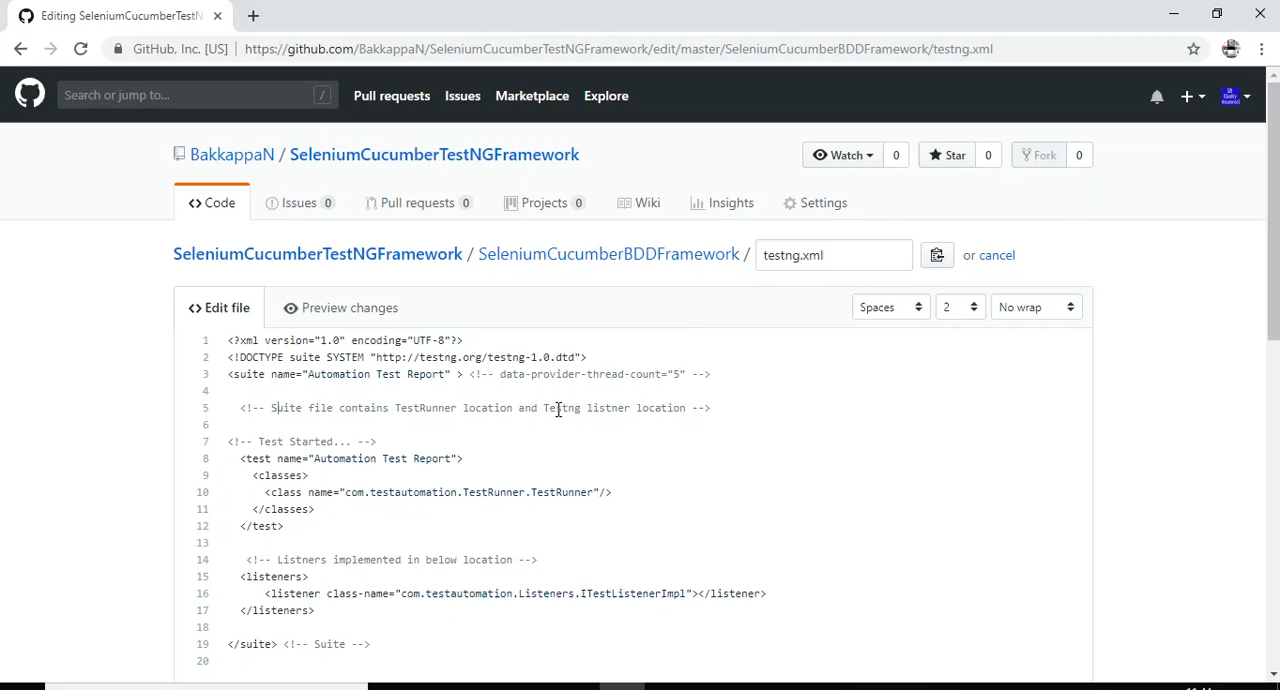 Editing SeleniumCucumberTestN
GitHub, Inc. [US] | https://github.com/BakkappaN/SeleniumCucumberTestNGFramework/edit/master/SeleniumCucumberBDDFramework/testng.xml
Search or jump to... / Pull requests Issues Marketplace Explore
BakkappaN / SeleniumCucumberTestNGFramework Watch 0 Star 0 Fork 0
<> Code Issues 0 Pull requests 0 Projects 0 Wiki Insights Settings
SeleniumCucumberTestNGFramework / SeleniumCucumberBDDFramework / testng.xml or cancel
<> Edit file Preview changes Spaces 2 No wrap
1 <?xml version="1.0" encoding="UTF-8"?>
2 <!DOCTYPE suite SYSTEM "http://testng.org/testng-1.0.dtd">
3 <suite name="Automation Test Report" > <!-- data-provider-thread-count="5" -->
4
5 <!-- Suite file contains TestRunner location and Testng listner location -->
6
7 <!-- Test Started... -->
8 <test name="Automation Test Report">
9 <classes>
10 <class name="com.testautomation.TestRunner.TestRunner"/>
11 </classes>
12 </test>
13
14 <!-- Listners implemented in below location -->
15 <listeners>
16 <listener class-name="com.testautomation.Listeners.ITestListenerImpl"></listener>
17 </listeners>
18
19 </suite> <!-- Suite -->
20